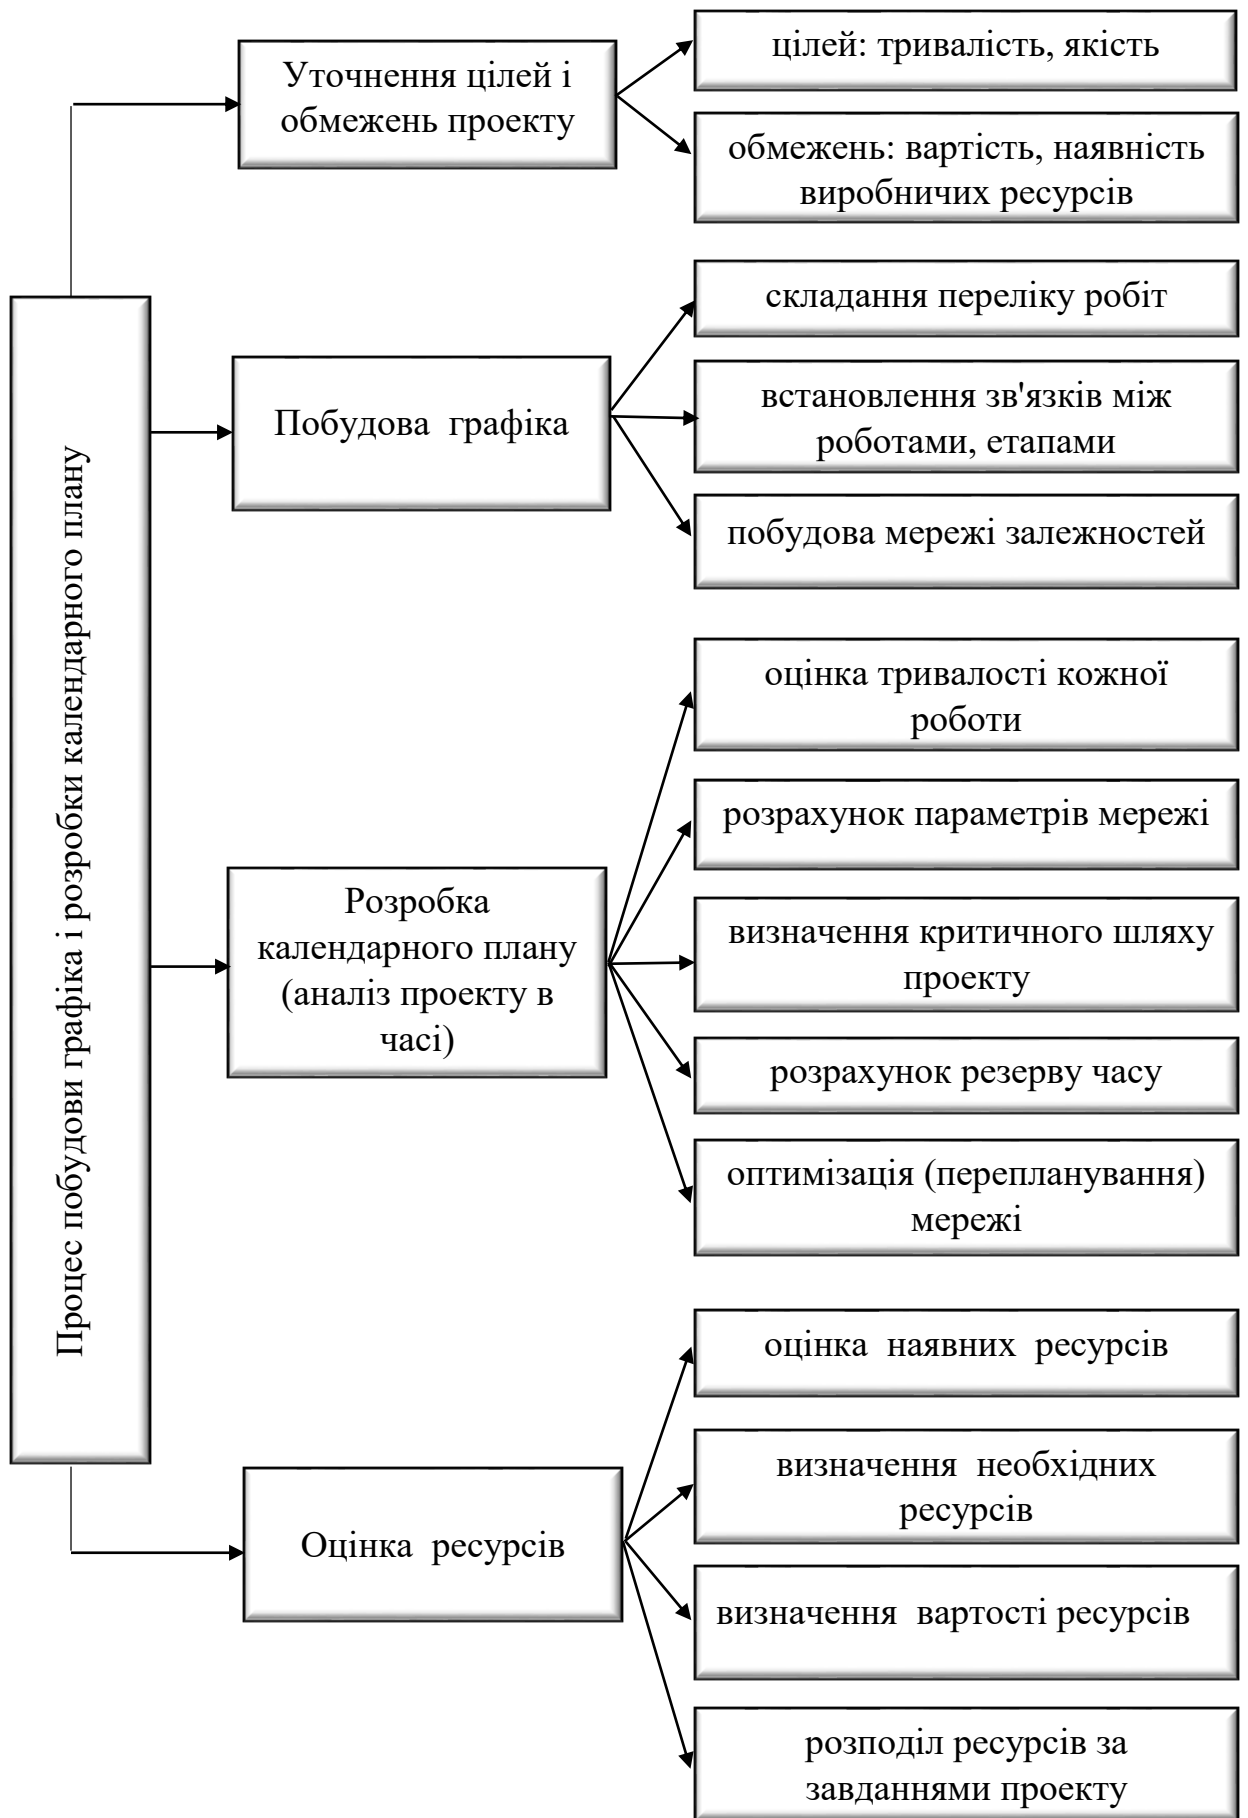 Процес побудови графіка і розробки календарного плану
Уточнення цілей і
обмежень проекту
цілей: тривалість, якість
обмежень: вартість, наявність
виробничих ресурсів
Побудова графіка
складання переліку робіт
встановлення зв'язків між
роботами, етапами
побудова мережі залежностей
Розробка
календарного плану
(аналіз проекту в
часі)
оцінка тривалості кожної
роботи
розрахунок параметрів мережі
визначення критичного шляху
проекту
розрахунок резерву часу
оптимізація (перепланування)
мережі
Оцінка ресурсів
оцінка наявних ресурсів
визначення необхідних
ресурсів
визначення вартості ресурсів
розподіл ресурсів за
завданнями проекту